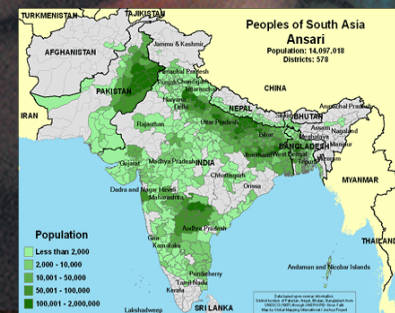 Peoples of South Asia
Ansari
Population: 14,097,018
Districts: 578
TURKMENISTAN
TAJIKISTAN
AFGHANISTAN
Jammu & Kashmir
CHINA
Himachal Pradesh
Punjab
Chandigarh
Uttaranchal
PAKISTAN
Haryana
Delhi
IRAN
NEPAL
Sikkim
BHUTAN
Arunachal Pradesh
Rajasthan
Uttar Pradesh
Bihar
Assam
Nagaland
Meghalaya
Manipur
BANGLADESH
Gujarat
Madhya Pradesh
INDIA
Jharkhand
West Bengal
Tripura
Mizoram
Chhattisgarh
Orissa
MYANMAR
Dadra and Nagar Haveli
Maharashtra
Andhra Pradesh
Goa
Karnataka
THAILAND
Andaman and Nicobar Islands
Pondicherry
Tamil Nadu
Kerala
Lakshadweep
SRI LANKA
Population
Less than 2,000
2,000 - 10,000
10,001 - 50,000
50,001 - 100,000
100,001 - 2,000,000